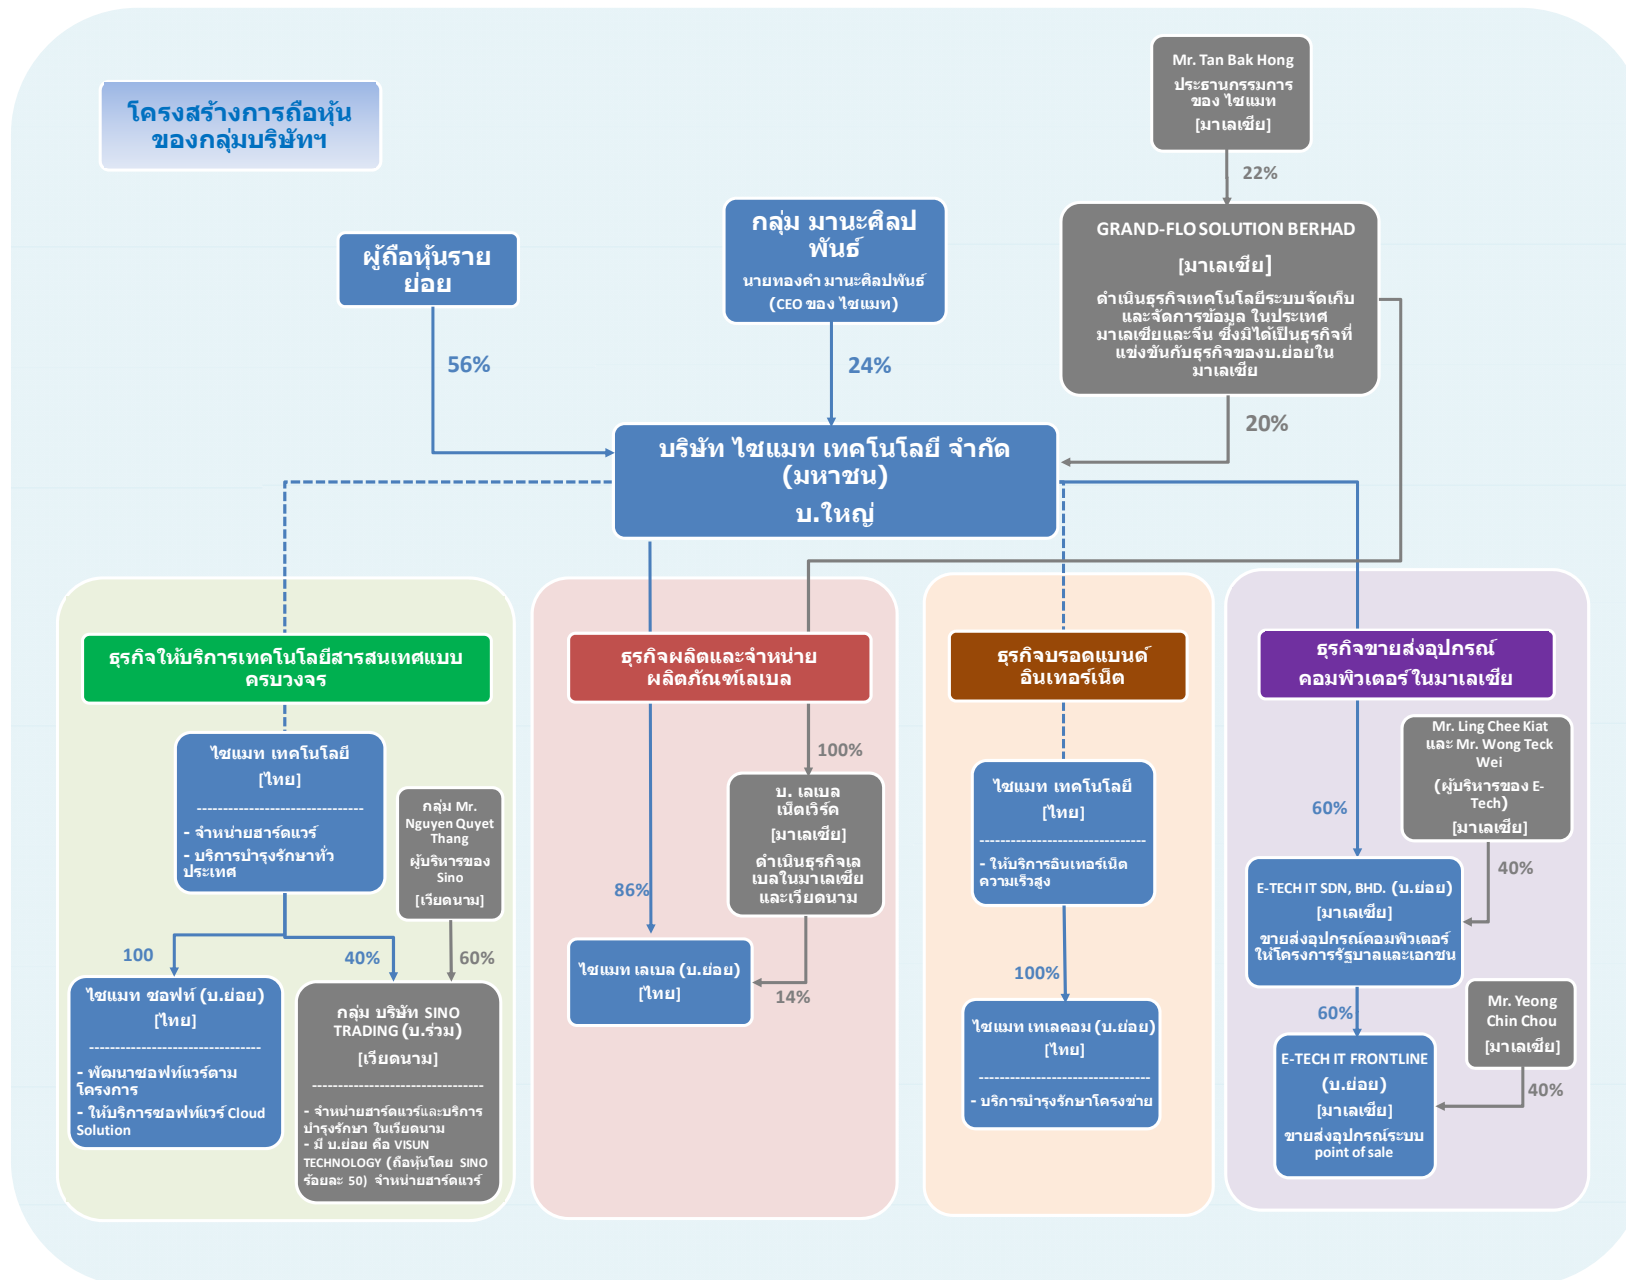 โครงสร้างการถือหุ้น
ของกลุ่มบริษัทฯ
Mr. Tan Bak Hong
ประธานกรรมการ
ของ ไซแมท
[มาเลเซีย]
22%
GRAND-FLO SOLUTION BERHAD
[มาเลเซีย]
ดำเนินธุรกิจเทคโนโลยีระบบจัดเก็บ
และจัดการข้อมูล ในประเทศ
มาเลเซียและจีน ซึ่งมิได้เป็นธุรกิจที่
แข่งขันกับธุรกิจของบ.ย่อยใน
มาเลเซีย
กลุ่ม มานะศิลป
พันธ์
นายทองคำ มานะศิลปพันธ์
(CEO ของ ไซแมท)
ผู้ถือหุ้นราย
ย่อย
56%
24%
20%
บริษัท ไซแมท เทคโนโลยี จำกัด
(มหาชน)
บ.ใหญ่
ธุรกิจให้บริการเทคโนโลยีสารสนเทศแบบ
ครบวงจร
ไซแมท เทคโนโลยี
[ไทย]
--------------------------------
- จำหน่ายฮาร์ดแวร์
- บริการบำรุงรักษาทั่ว
ประเทศ
กลุ่ม Mr.
Nguyen Quyet
Thang
ผู้บริหารของ
Sino
[เวียดนาม]
100
40%
60%
ไซแมท ซอฟท์ (บ.ย่อย)
[ไทย]
---------------------------------
- พัฒนาซอฟท์แวร์ตาม
โครงการ
- ให้บริการซอฟท์แวร์ Cloud
Solution
กลุ่ม บริษัท SINO
TRADING (บ.ร่วม)
[เวียดนาม]
---------------------------------
- จำหน่ายฮาร์ดแวร์และบริการ
บำรุงรักษา ในเวียดนาม
- มี บ.ย่อย คือ VISUN
TECHNOLOGY (ถือหุ้นโดย SINO
ร้อยละ 50) จำหน่ายฮาร์ดแวร์
ธุรกิจผลิตและจำหน่าย
ผลิตภัณฑ์เลเบล
100%
บ. เลเบล
เน็ตเวิร์ค
[มาเลเซีย]
ดำเนินธุรกิจเล
เบลในมาเลเซีย
และเวียดนาม
86%
ไซแมท เลเบล (บ.ย่อย)
[ไทย]
14%
ธุรกิจบรอดแบนด์
อินเทอร์เน็ต
ไซแมท เทคโนโลยี
[ไทย]
--------------------------------
- ให้บริการอินเทอร์เน็ต
ความเร็วสูง
100%
ไซแมท เทเลคอม (บ.ย่อย)
[ไทย]
---------------------------------
- บริการบำรุงรักษาโครงข่าย
ธุรกิจขายส่งอุปกรณ์
คอมพิวเตอร์ในมาเลเซีย
Mr. Ling Chee Kiat
และ Mr. Wong Teck
Wei
(ผู้บริหารของ E-
Tech)
[มาเลเซีย]
60%
40%
E-TECH IT SDN, BHD. (บ.ย่อย)
[มาเลเซีย]
ขายส่งอุปกรณ์คอมพิวเตอร์
ให้โครงการรัฐบาลและเอกชน
60%
Mr. Yeong
Chin Chou
[มาเลเซีย]
40%
E-TECH IT FRONTLINE
(บ.ย่อย)
[มาเลเซีย]
ขายส่งอุปกรณ์ระบบ
point of sale